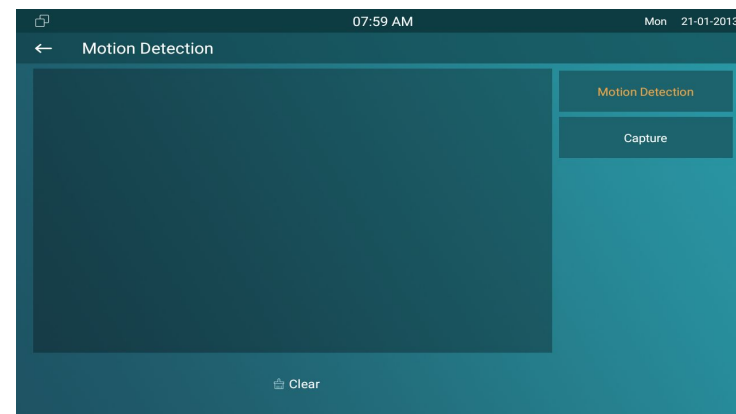 07:59 AM
Mon 21-01-2013
Motion Detection
Motion Detection
Capture
Clear